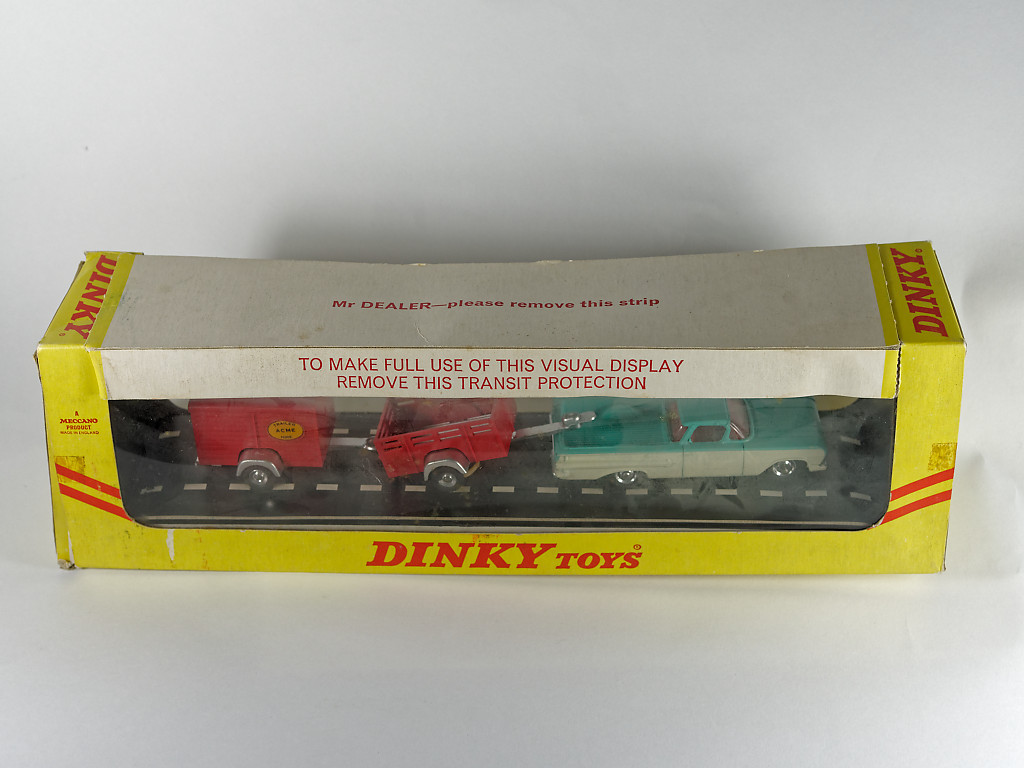 DINKY
DINKY
Mr DEALER—please remove this strip
TO MAKE FULL USE OF THIS VISUAL DISPLAY
REMOVE THIS TRANSIT PROTECTION
A
MECCANO
PRODUCT
MADE IN ENGLAND
TRAILER
ACME
DINKY TOYS®